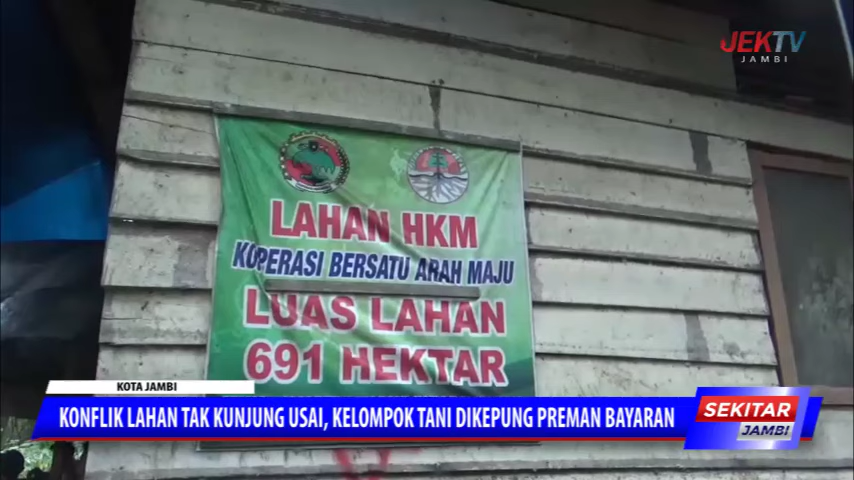 JEKTV
JAMBI
LAHAN HKM
KOPERASI BERSATU ARAH MAJU
LUAS LAHAN
691 HEKTAR
KOTA JAMBI
KONFLIK LAHAN TAK KUNJUNG USAI, KELOMPOK TANI DIKEPUNG PREMAN BAYARAN
SEKITAR
JAMBI